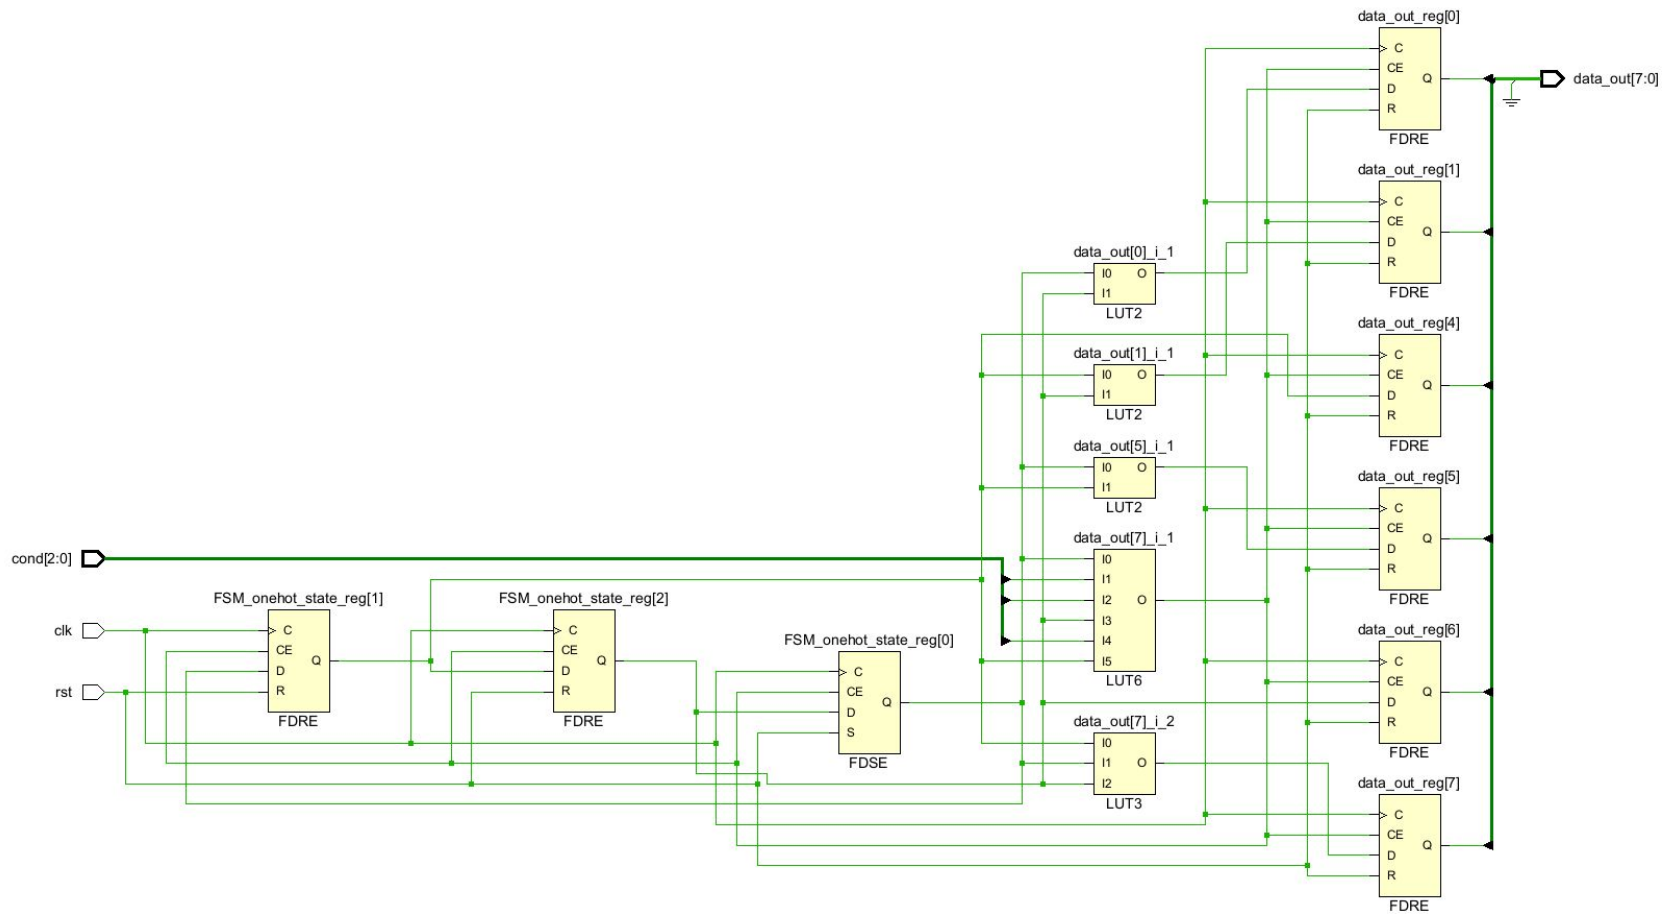 data_out_reg[0]
C
CE
D
R
Q
FDRE
data_out[7:0]
data_out_reg[1]
C
CE
D
R
Q
FDRE
data_out[0]_i_1
I0
I1
O
LUT2
data_out_reg[4]
C
CE
D
R
Q
FDRE
data_out[1]_i_1
I0
I1
O
LUT2
data_out[5]_i_1
I0
I1
O
LUT2
data_out_reg[5]
C
CE
D
R
Q
FDRE
cond[2:0]
data_out[7]_i_1
I0
I1
I2
I3
I4
I5
O
LUT6
clk
rst
FSM_onehot_state_reg[1]
C
CE
D
R
Q
FDRE
FSM_onehot_state_reg[2]
C
CE
D
R
Q
FDRE
FSM_onehot_state_reg[0]
C
CE
D
S
Q
FDSE
data_out_reg[6]
C
CE
D
R
Q
FDRE
data_out[7]_i_2
I0
I1
I2
O
LUT3
data_out_reg[7]
C
CE
D
R
Q
FDRE